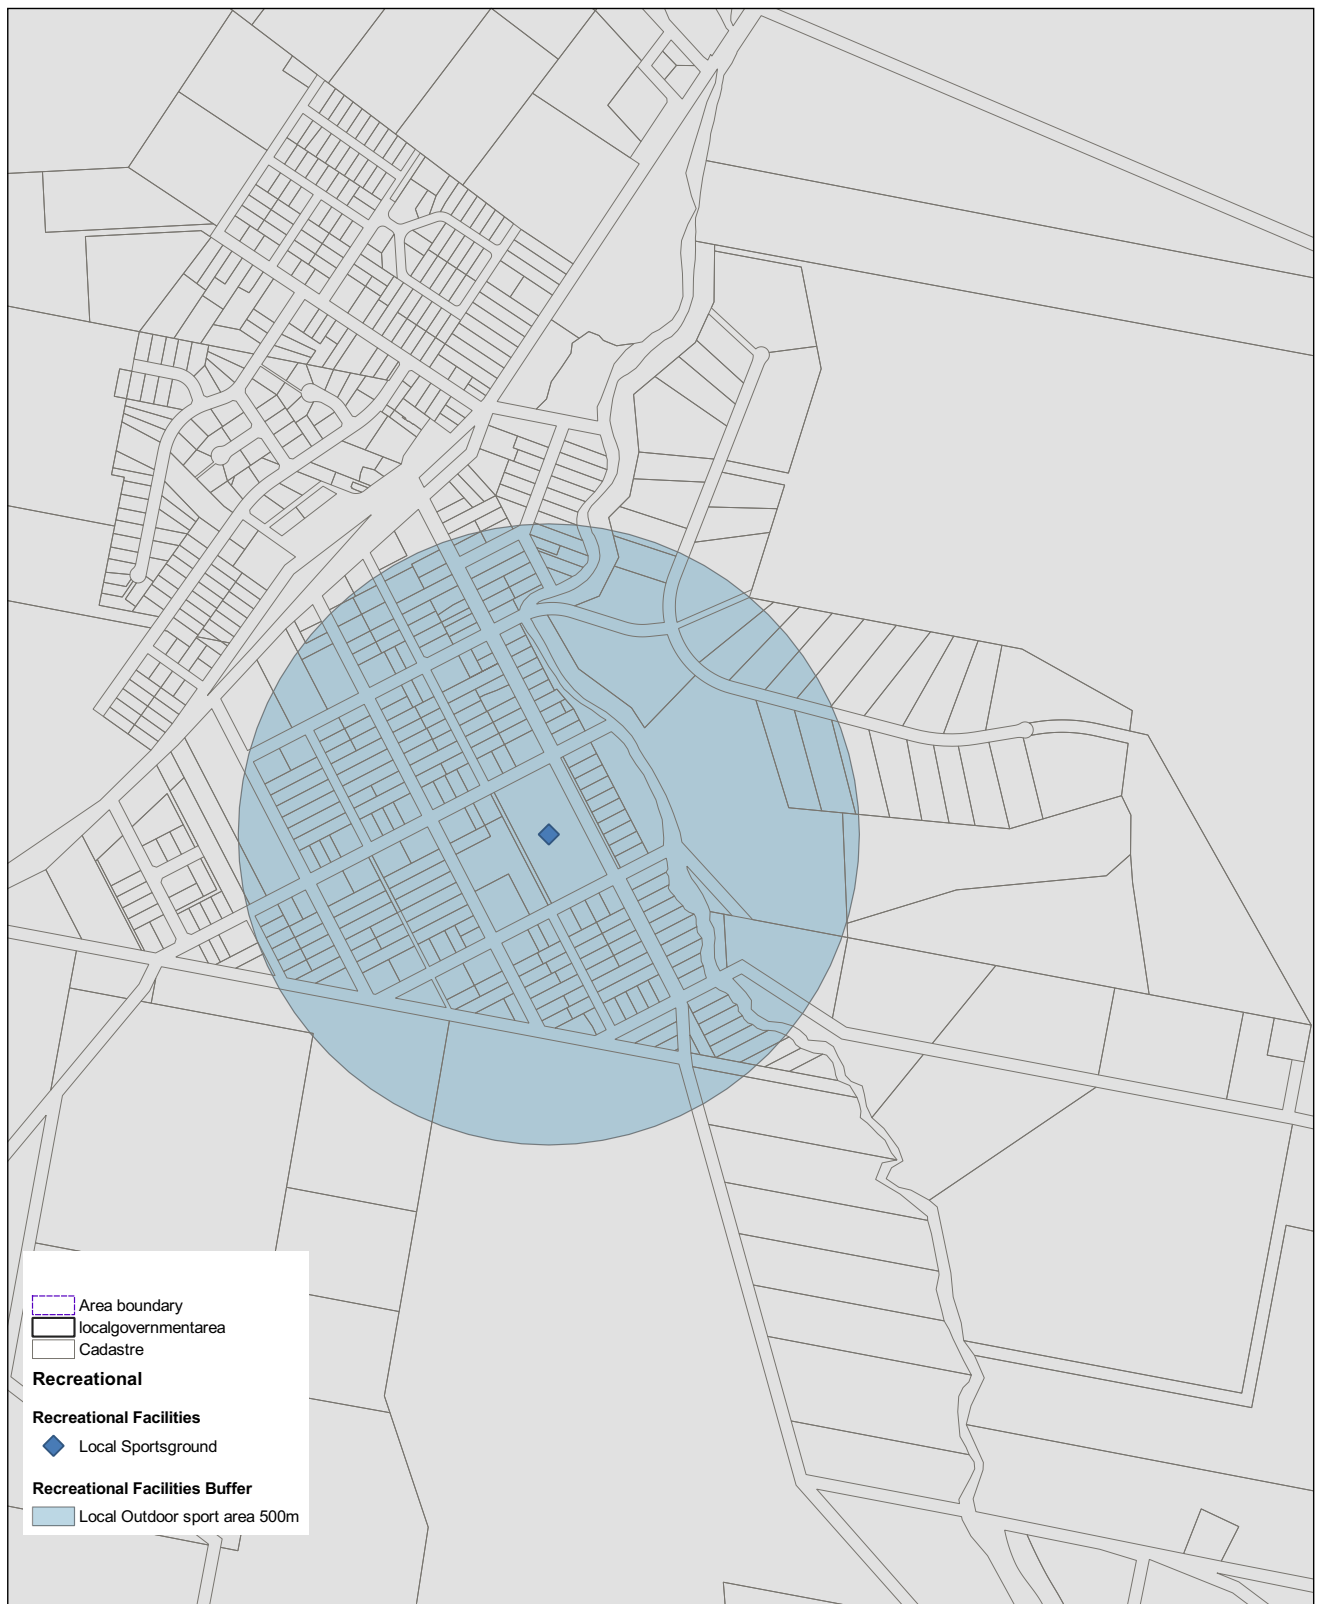 Area boundary
localgovernmentarea
Cadastre
Recreational
Recreational Facilities
Local Sportsground
Recreational Facilities Buffer
Local Outdoor sport area 500m